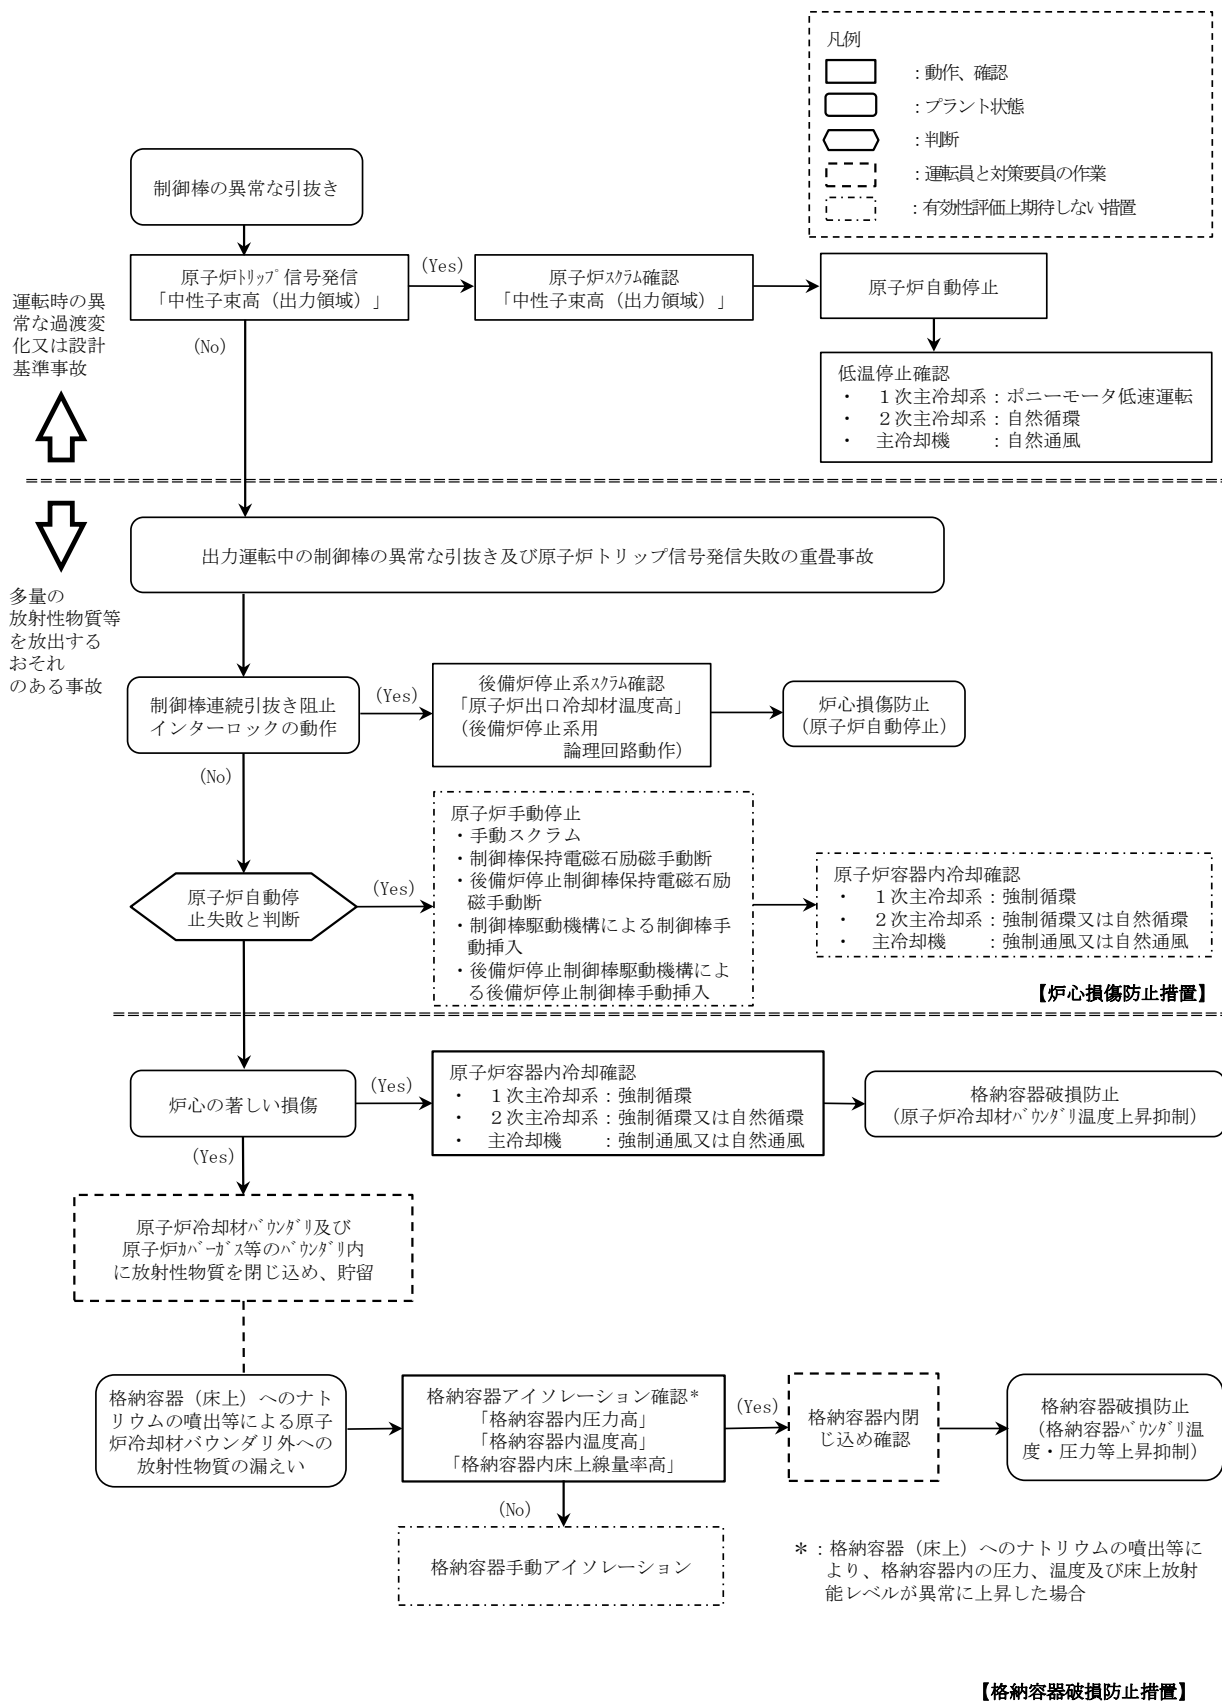 凡例
：動作、確認
：プラント状態
：判断
：運転員と対策要員の作業
：有効性評価上期待しない措置
制御棒の異常な引抜き
原子炉ﾄﾘｯﾌﾟ信号発信
「中性子束高（出力領域）」
(Yes)
原子炉ｽｸﾗﾑ確認
「中性子束高（出力領域）」
原子炉自動停止
(No)
低温停止確認
・　１次主冷却系：ポニーモータ低速運転
・　２次主冷却系：自然循環
・　主冷却機　　：自然通風
運転時の異
常な過渡変
化又は設計
基準事故
多量の
放射性物質等
を放出する
おそれ
のある事故
出力運転中の制御棒の異常な引抜き及び原子炉トリップ信号発信失敗の重畳事故
制御棒連続引抜き阻止
インターロックの動作
(Yes)
後備炉停止系ｽｸﾗﾑ確認
「原子炉出口冷却材温度高」
（後備炉停止系用
論理回路動作）
炉心損傷防止
（原子炉自動停止）
(No)
原子炉自動停
止失敗と判断
(Yes)
原子炉手動停止
・手動スクラム
・制御棒保持電磁石励磁手動断
・後備炉停止制御棒保持電磁石励
磁手動断
・制御棒駆動機構による制御棒手
動挿入
・後備炉停止制御棒駆動機構によ
る後備炉停止制御棒手動挿入
原子炉容器内冷却確認
・　１次主冷却系：強制循環
・　２次主冷却系：強制循環又は自然循環
・　主冷却機　　：強制通風又は自然通風
【炉心損傷防止措置】
炉心の著しい損傷
(Yes)
原子炉容器内冷却確認
・　１次主冷却系：強制循環
・　２次主冷却系：強制循環又は自然循環
・　主冷却機　　：強制通風又は自然通風
格納容器破損防止
（原子炉冷却材ﾊﾞｳﾝﾀﾞﾘ温度上昇抑制）
(Yes)
原子炉冷却材ﾊﾞｳﾝﾀﾞﾘ及び
原子炉ｶﾊﾞｰｶﾞｽ等のﾊﾞｳﾝﾀﾞﾘ内
に放射性物質を閉じ込め、貯留
格納容器（床上）へのナト
リウムの噴出等による原子
炉冷却材バウンダリ外への
放射性物質の漏えい
格納容器アイソレーション確認*
「格納容器内圧力高」
「格納容器内温度高」
「格納容器内床上線量率高」
(Yes)
格納容器内閉
じ込め確認
格納容器破損防止
（格納容器ﾊﾞｳﾝﾀﾞﾘ温
度・圧力等上昇抑制）
(No)
格納容器手動アイソレーション
＊：格納容器（床上）へのナトリウムの噴出等に
より、格納容器内の圧力、温度及び床上放射
能レベルが異常に上昇した場合
【格納容器破損防止措置】